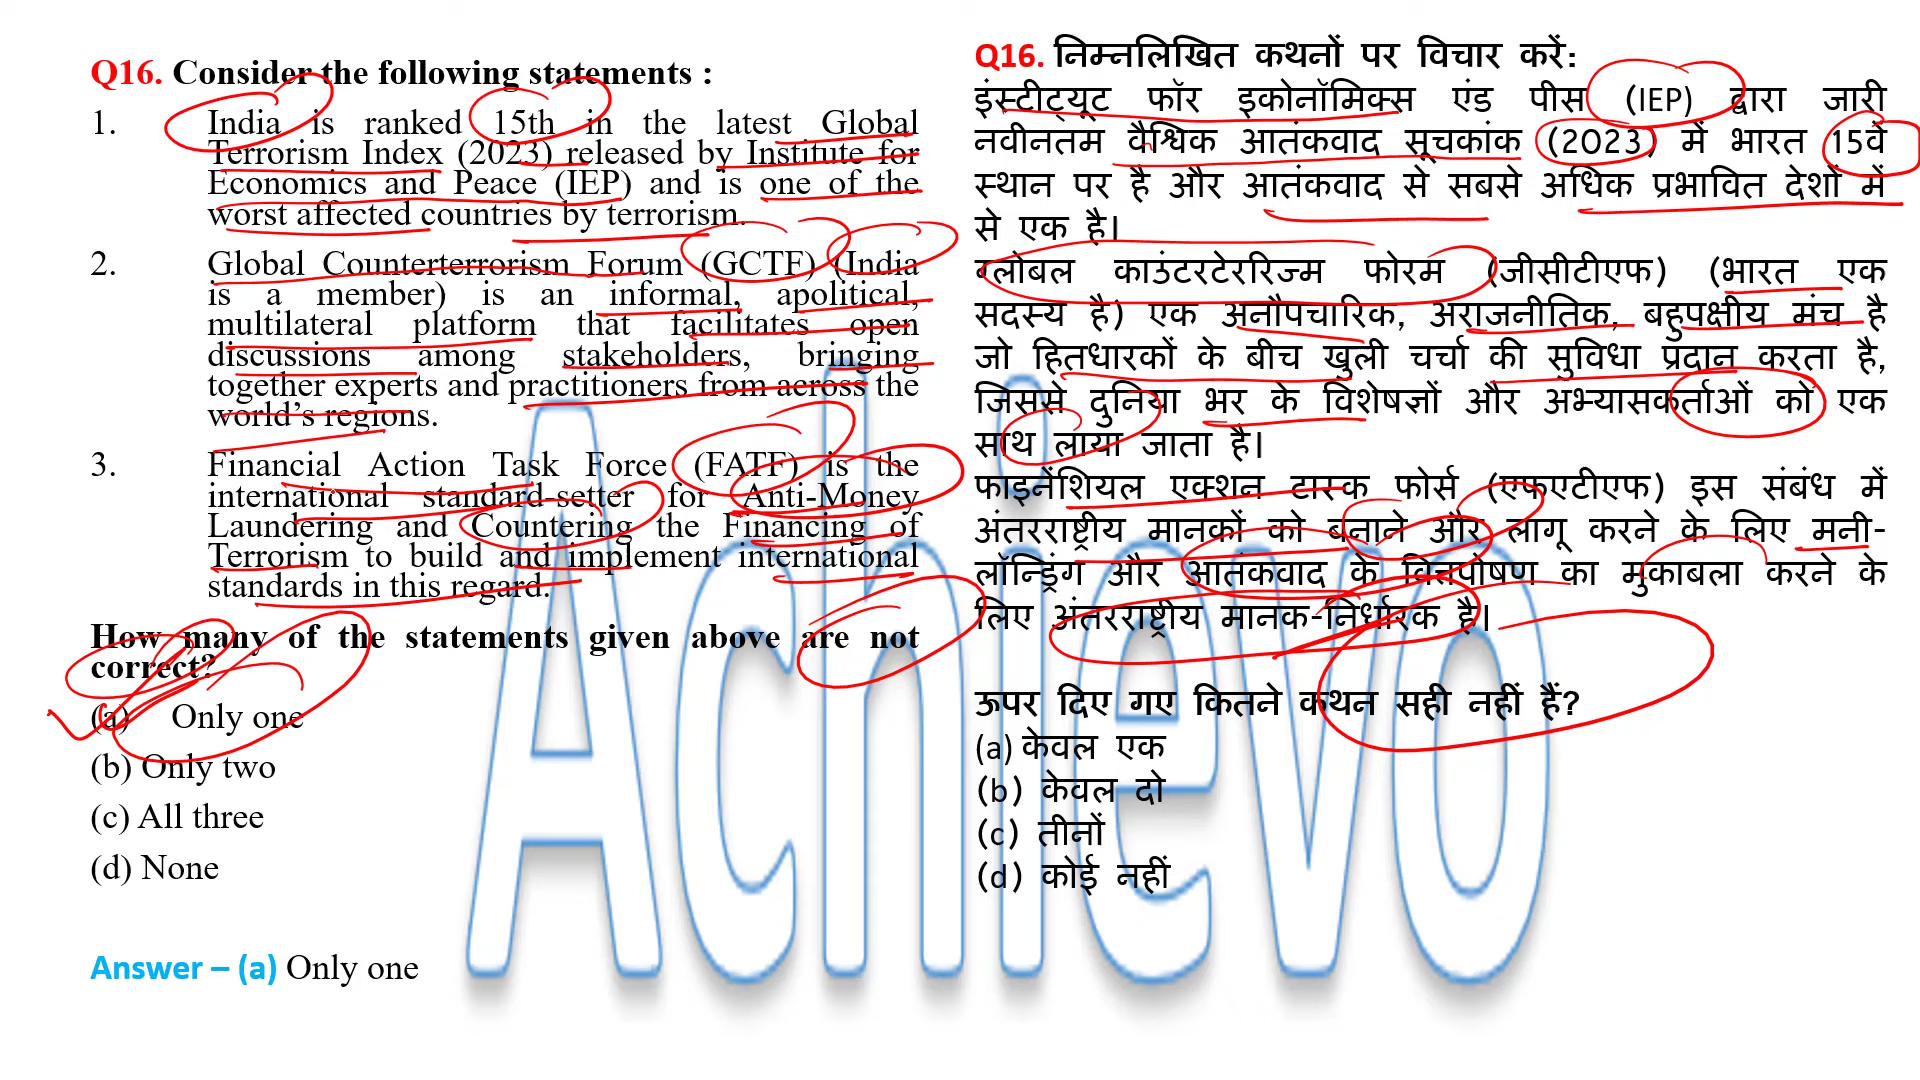 Q16. Consider the following statements :
1. India is ranked 15th in the latest Global
Terrorism Index (2023) released by Institute for
Economics and Peace (IEP) and is one of the
worst affected countries by terrorism.
2. Global Counterterrorism Forum (GCTF) (India
is a member) is an informal, apolitical,
multilateral platform that facilitates open
discussions among stakeholders, bringing
together experts and practitioners from across the
world’s regions.
3. Financial Action Task Force (FATF) is the
international standard-setter for Anti-Money
Laundering and Countering the Financing of
Terrorism to build and implement international
standards in this regard.
How many of the statements given above are not
correct?
(a) Only one
(b) Only two
(c) All three
(d) None
Answer – (a) Only one
Q16. निम्नलिखित कथनों पर विचार करें:
इंस्टीट्यूट फॉर इकोनॉमिक्स एंड पीस (IEP) द्वारा जारी
नवीनतम वैश्विक आतंकवाद सूचकांक (2023) में भारत 15वें
स्थान पर है और आतंकवाद से सबसे अधिक प्रभावित देशों में
से एक है।
ग्लोबल काउंटरटेररिज्म फोरम (जीसीटीएफ) (भारत एक
सदस्य है) एक अनौपचारिक, अराजनीतिक, बहुपक्षीय मंच है
जो हितधारकों के बीच खुली चर्चा की सुविधा प्रदान करता है,
जिससे दुनिया भर के विशेषज्ञों और अभ्यासकर्ताओं को एक
साथ लाया जाता है।
फाइनेंशियल एक्शन टास्क फोर्स (एफएटीएफ) इस संबंध में
अंतरराष्ट्रीय मानकों को बनाने और लागू करने के लिए मनी-
लॉन्ड्रिंग और आतंकवाद के वित्तपोषण का मुकाबला करने के
लिए अंतरराष्ट्रीय मानक-निर्धारक है।
ऊपर दिए गए कितने कथन सही नहीं हैं?
(a) केवल एक
(b) केवल दो
(c) तीनों
(d) कोई नहीं
Achievo